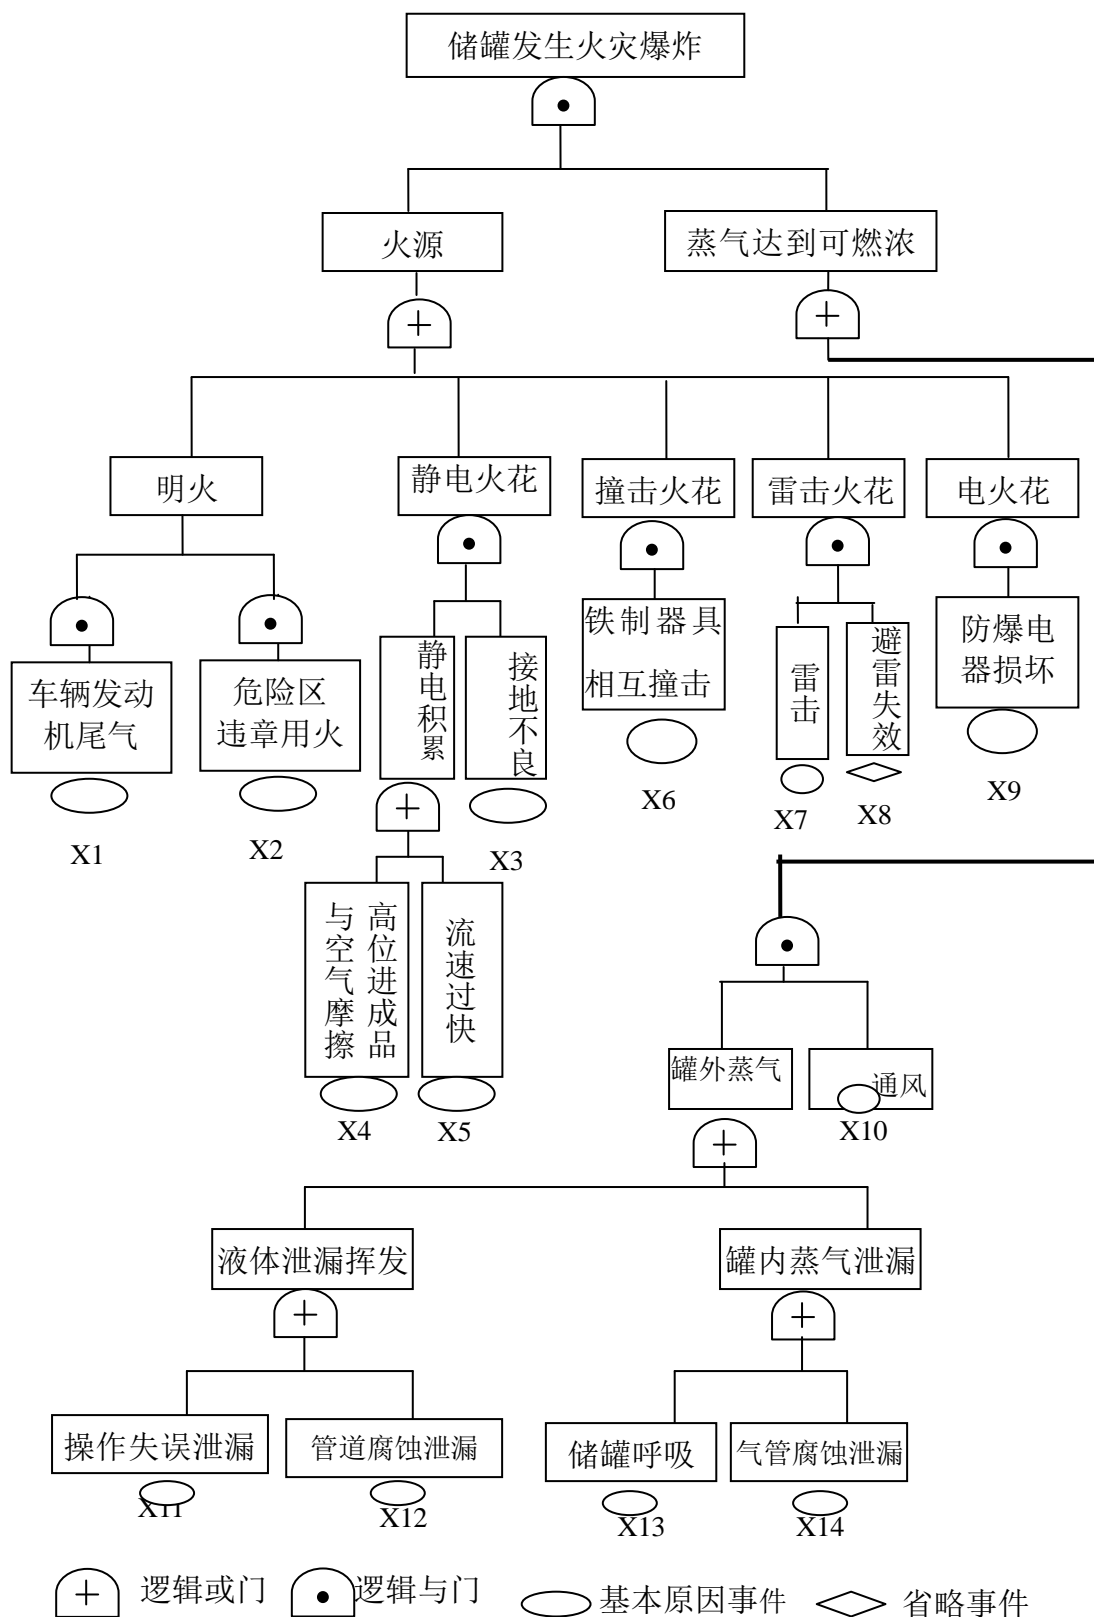 储罐发生火灾爆炸
火源
蒸气达到可燃浓
明火
静电火花
撞击火花
雷击火花
电火花
车辆发动
机尾气
X1
危险区
违章用火
X2
静电积累
接地不良
X3
铁制器具
相互撞击
X6
雷击
X7
避雷失效
X8
防爆电
器损坏
X9
高位进成品
与空气摩擦
X4
流速过快
X5
罐外蒸气
通风
X10
液体泄漏挥发
罐内蒸气泄漏
操作失误泄漏
X11
管道腐蚀泄漏
X12
储罐呼吸
X13
气管腐蚀泄漏
X14
逻辑或门
逻辑与门
基本原因事件
省略事件